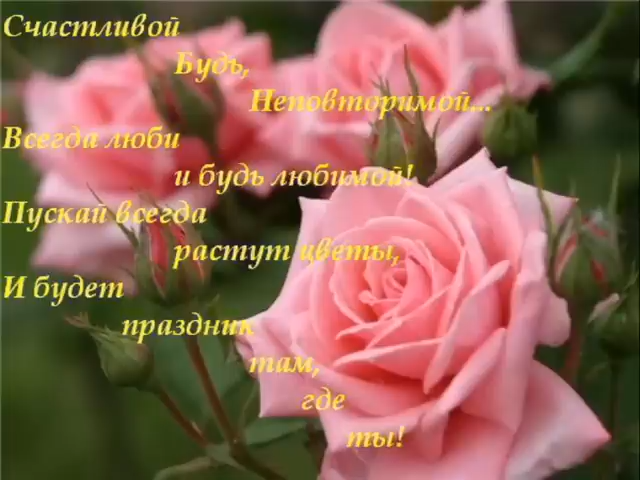 Счастливой
Будь,
Неповторимой...
Всегда люби
и будь любимой!
Пускай всегда
растут цветы,
И будет
праздник
там,
где
ты!